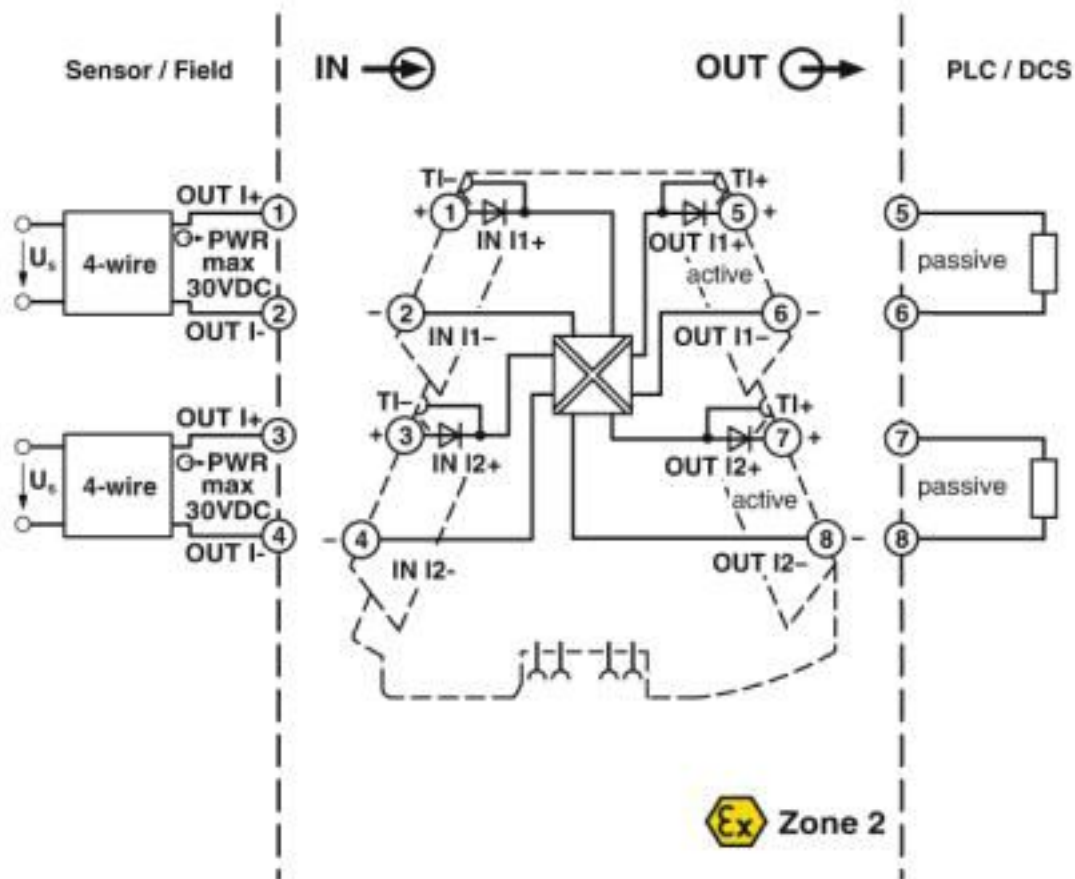 Sensor / Field
IN
OUT
PLC / DCS
OUT I+
1
Us
4-wire
PWR
max
30VDC
2
OUT I-
TI–
+
1
IN I1+
–
2
IN I1–
TI+
5
+
OUT I1+
active
6
–
OUT I1–
5
passive
6
OUT I+
3
Us
4-wire
PWR
max
30VDC
4
OUT I-
TI–
+
3
IN I2+
–
4
IN I2-
TI+
7
+
OUT I2+
active
8
–
OUT I2–
7
passive
8
Ex Zone 2